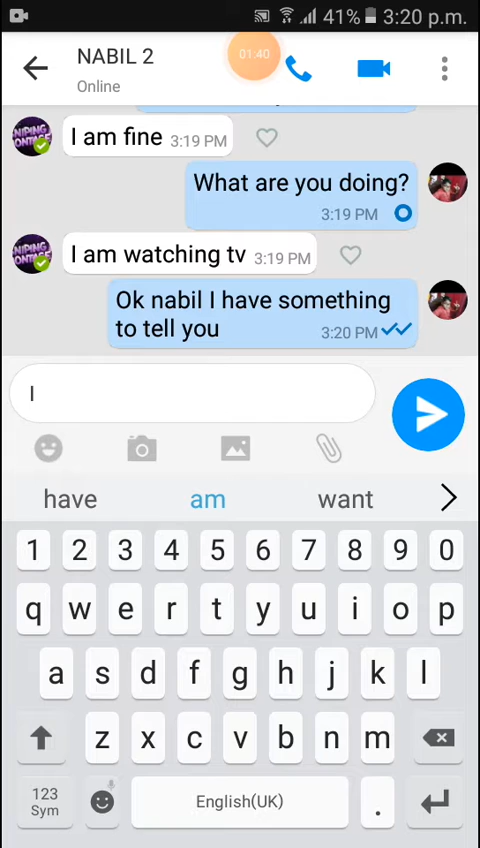 41% 3:20 p.m.
NABIL 2
01:40
Online
I am fine 3:19 PM
What are you doing?
3:19 PM
I am watching tv 3:19 PM
Ok nabil I have something
to tell you 3:20 PM
I
have am want
1 2 3 4 5 6 7 8 9 0
q w e r t y u i o p
a s d f g h j k l
z x c v b n m
123
Sym
English(UK)
.